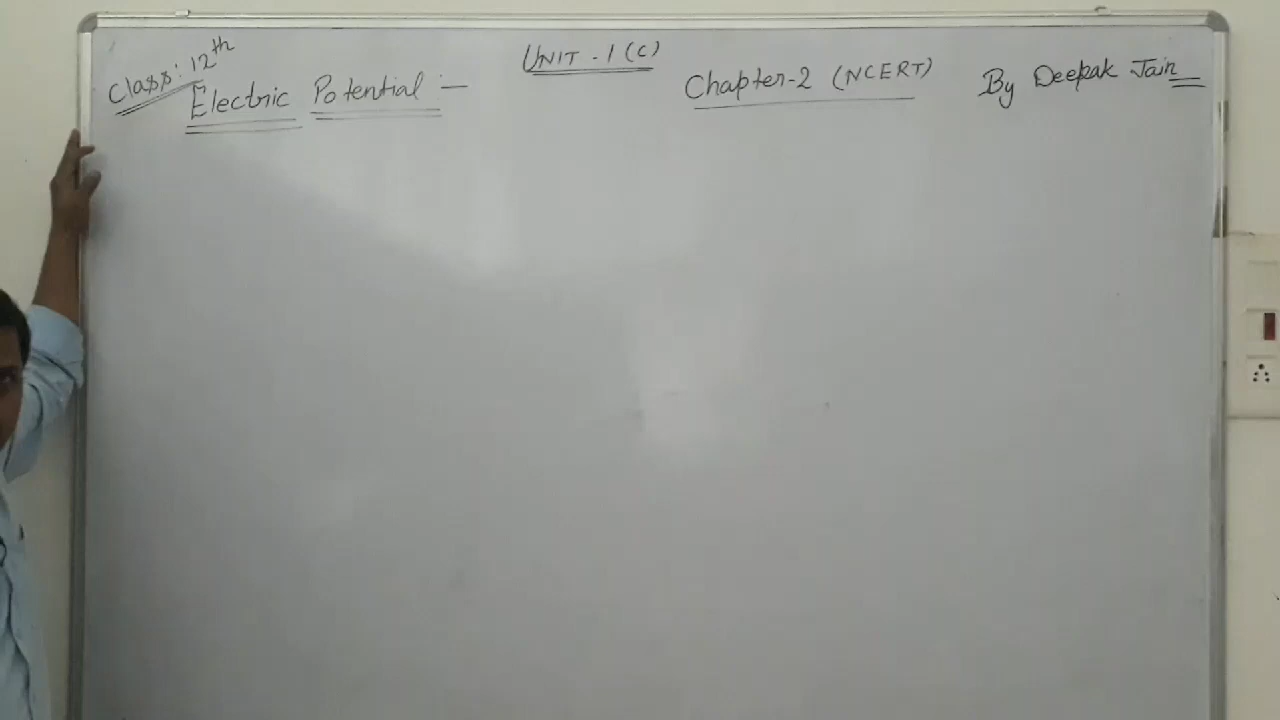 UNIT - 1 (C)
Class: 12th
Electric Potential :-
Chapter-2 (NCERT)
By Deepak Jain